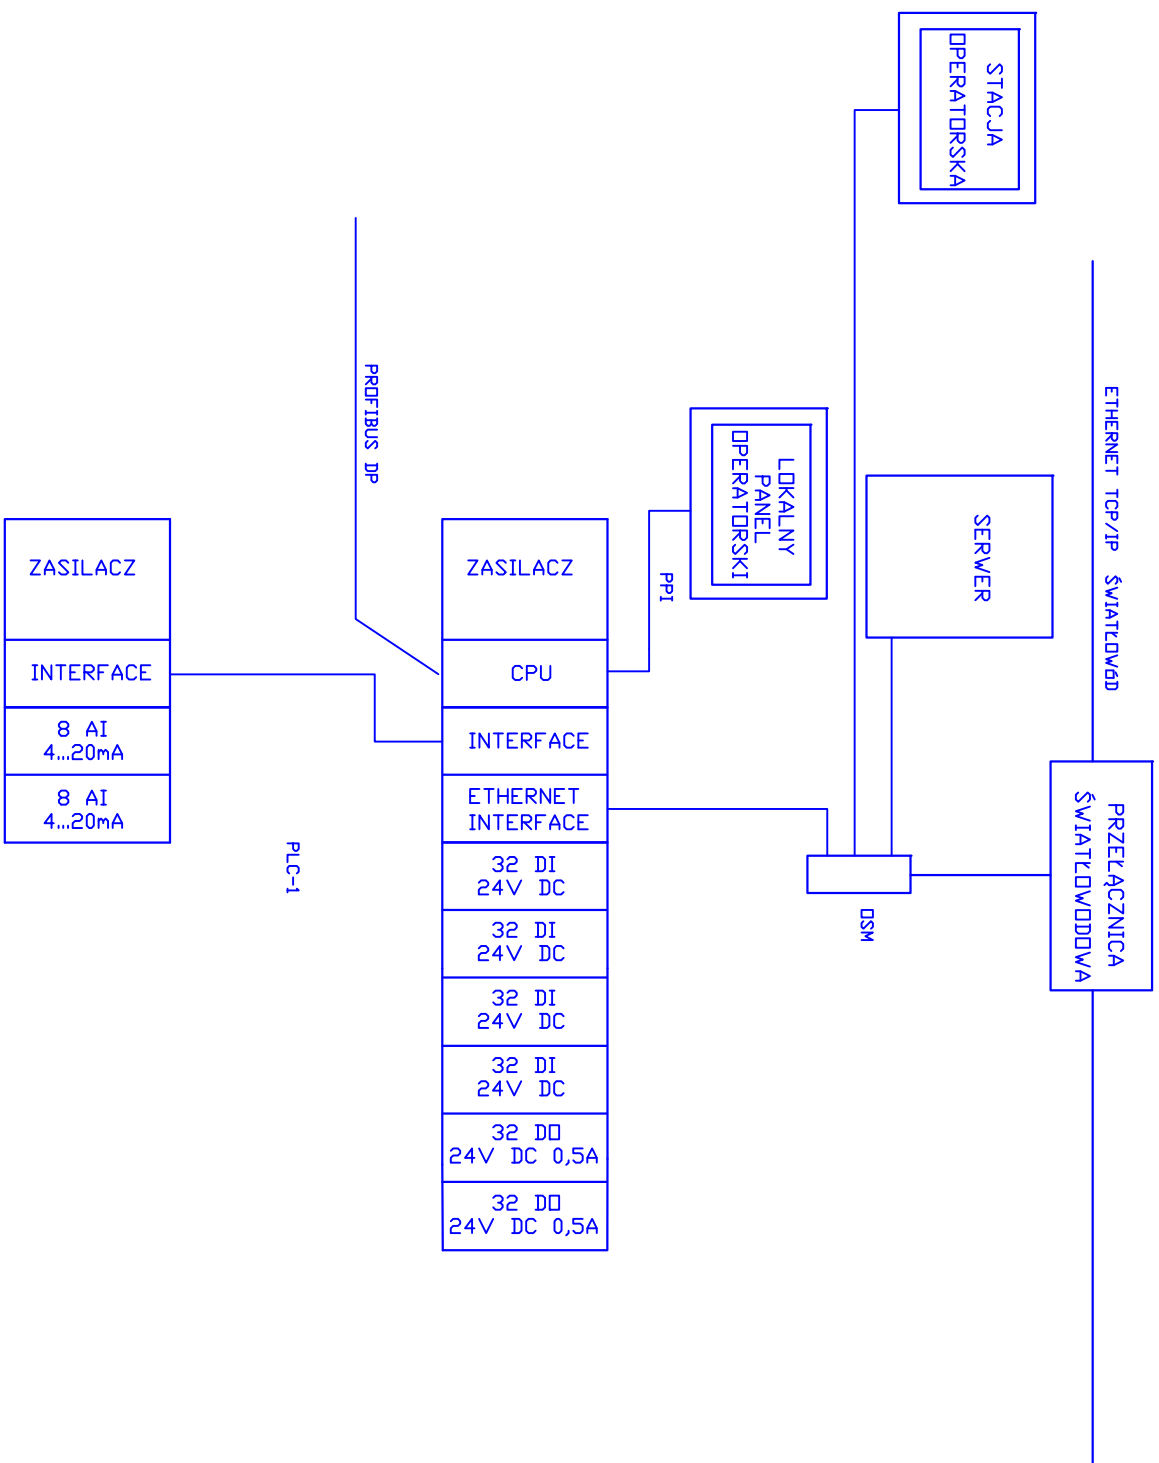 STACJA
OPERATORSKA
ETHERNET TCP/IP ŚWIATŁOWÓD
PROFIBUS DP
LOKALNY
PANEL
OPERATORSKI
SERWER
PPI
ZASILACZ
INTERFACE
8 AI
4...20mA
8 AI
4...20mA
ZASILACZ
CPU
INTERFACE
ETHERNET
INTERFACE
32 DI
24V DC
32 DI
24V DC
32 DI
24V DC
32 DI
24V DC
32 DO
24V DC 0,5A
32 DO
24V DC 0,5A
PLC-1
OSM
PRZEŁĄCZNICA
ŚWIATŁOWODOWA